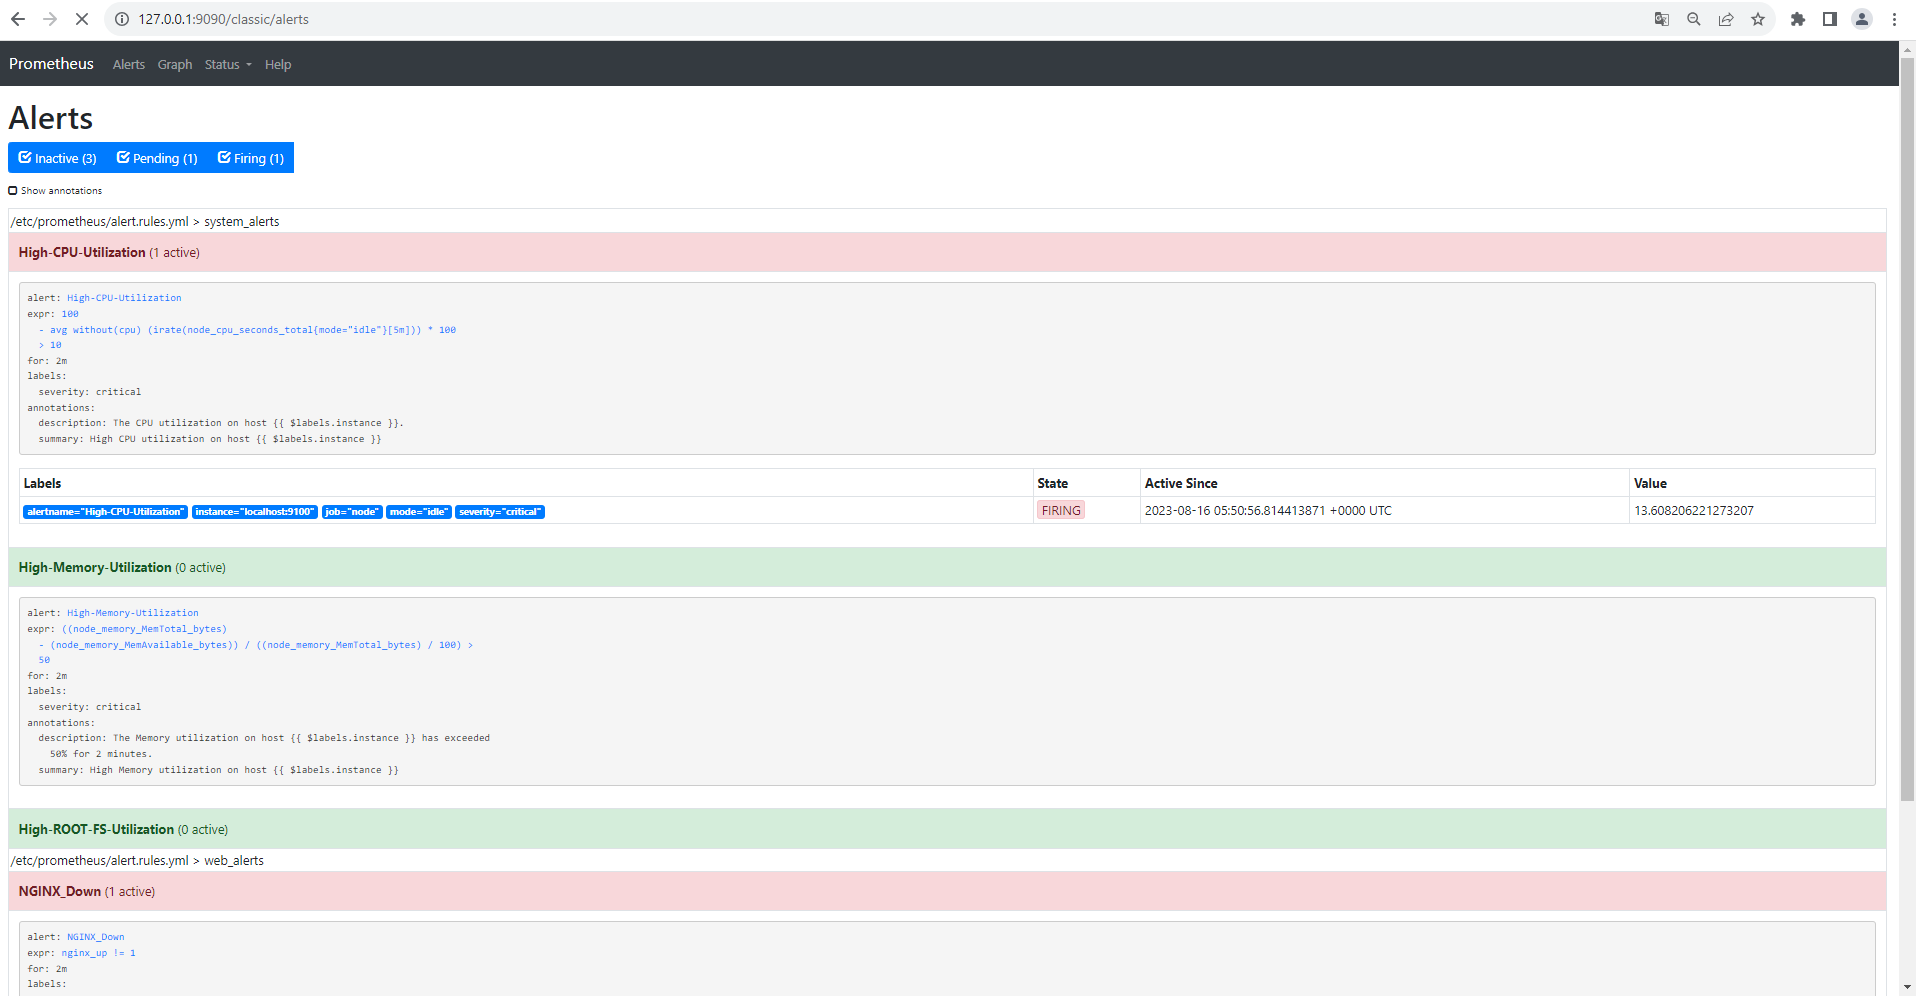 127.0.0.1:9090/classic/alerts
Prometheus Alerts Graph Status Help
Alerts
Inactive (3) Pending (1) Firing (1)
Show annotations
/etc/prometheus/alert.rules.yml > system_alerts
High-CPU-Utilization (1 active)
alert: High-CPU-Utilization
expr: 100
- avg without(cpu) (irate(node_cpu_seconds_total{mode="idle"}[5m])) * 100
> 10
for: 2m
labels:
severity: critical
annotations:
description: The CPU utilization on host {{ $labels.instance }}.
summary: High CPU utilization on host {{ $labels.instance }}
Labels State Active Since Value
alertname="High-CPU-Utilization" instance="localhost:9100" job="node" mode="idle" severity="critical" FIRING 2023-08-16 05:50:56.814413871 +0000 UTC 13.608206221273207
High-Memory-Utilization (0 active)
alert: High-Memory-Utilization
expr: ((node_memory_MemTotal_bytes)
- (node_memory_MemAvailable_bytes)) / ((node_memory_MemTotal_bytes) / 100) >
50
for: 2m
labels:
severity: critical
annotations:
description: The Memory utilization on host {{ $labels.instance }} has exceeded
50% for 2 minutes.
summary: High Memory utilization on host {{ $labels.instance }}
High-ROOT-FS-Utilization (0 active)
/etc/prometheus/alert.rules.yml > web_alerts
NGINX_Down (1 active)
alert: NGINX_Down
expr: nginx_up != 1
for: 2m
labels: